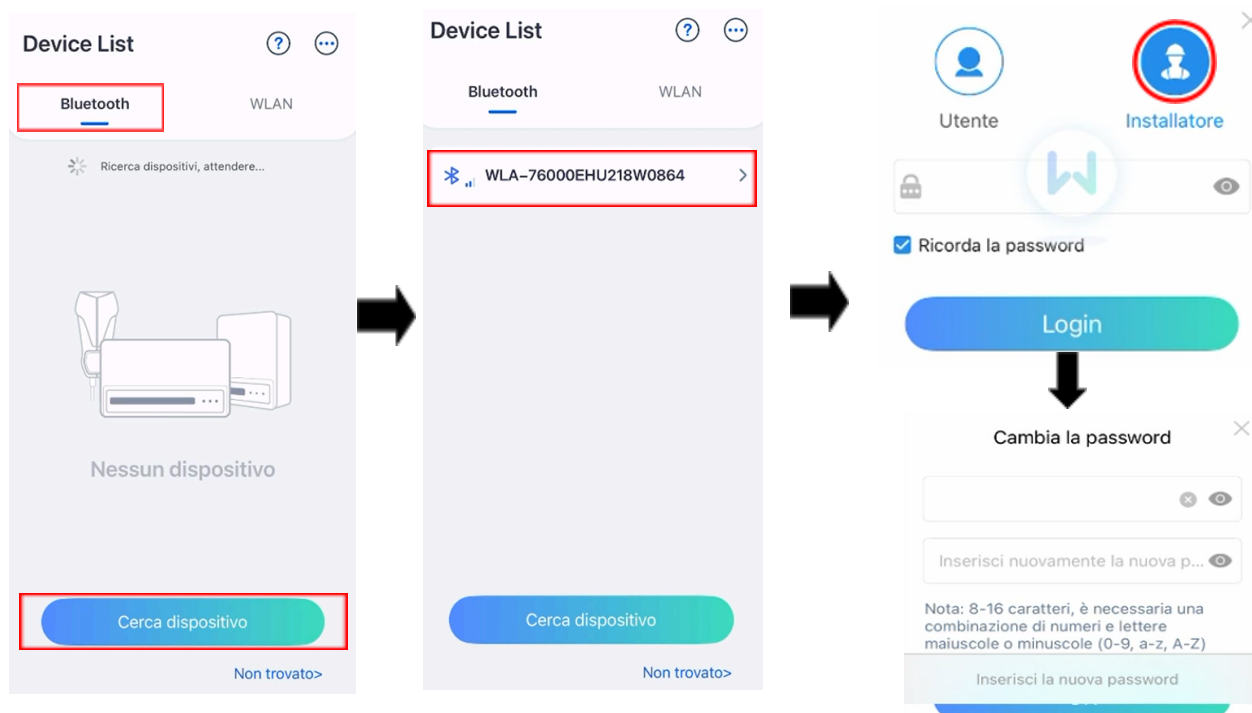 Device List
?
Bluetooth
WLAN
Ricerca dispositivi, attendere...
Nessun dispositivo
Cerca dispositivo
Non trovato>
Device List
?
Bluetooth
WLAN
WLA-76000EHU218W0864
Cerca dispositivo
Non trovato>
Utente
Installatore
Ricorda la password
Login
Cambia la password
Inserisci nuovamente la nuova p...
Nota: 8-16 caratteri, è necessaria una
combinazione di numeri e lettere
maiuscole o minuscole (0-9, a-z, A-Z)
Inserisci la nuova password